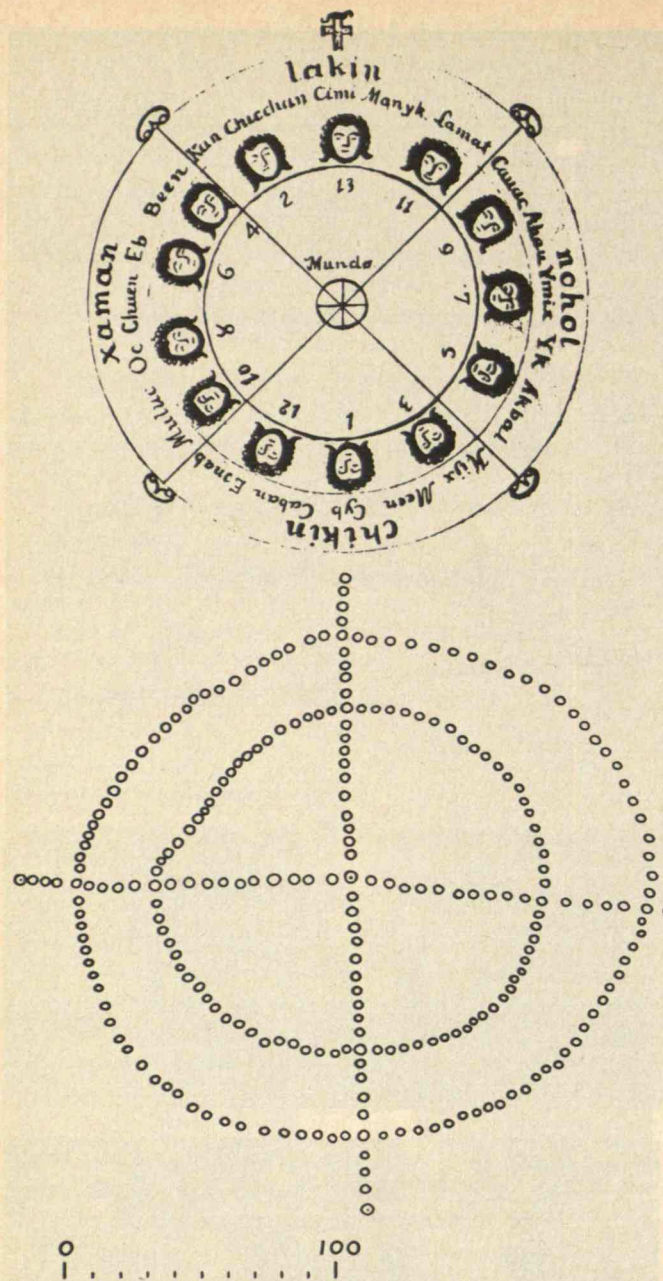 lakin
Kan Chicchan Cimi Manyk Lamat
Cauac Ahau Ymix Yk Akbal
nohol
Hijx Meen Cyb Caban Eznab
chikin
Muluc Oc Chuen Eb Been
xaman
13
11
9
7
5
3
1
12
10
8
6
4
2
Mundo
0 100